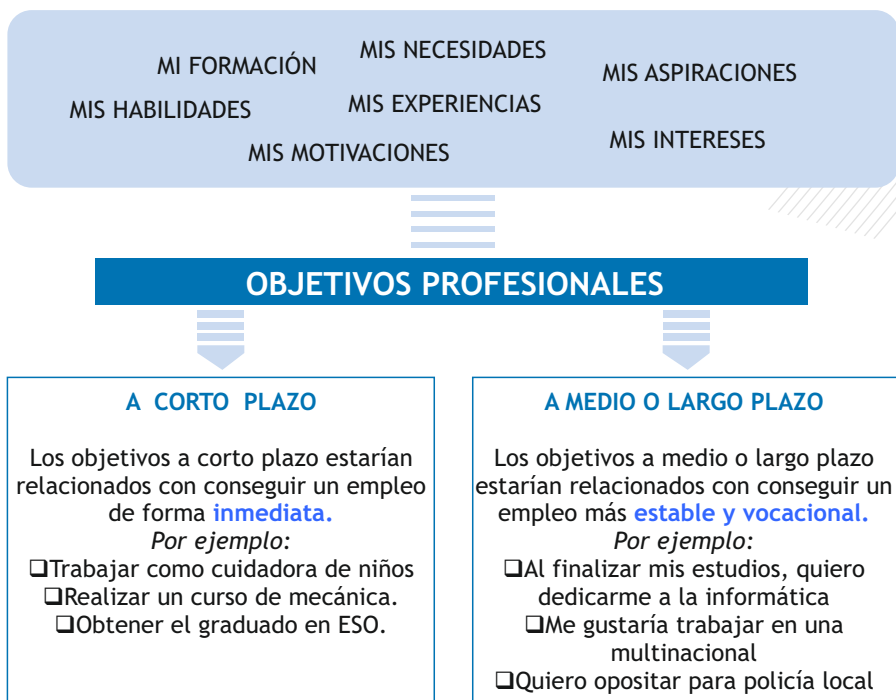 MI FORMACIÓN
MIS NECESIDADES
MIS ASPIRACIONES
MIS HABILIDADES
MIS EXPERIENCIAS
MIS MOTIVACIONES
MIS INTERESES
OBJETIVOS PROFESIONALES
A CORTO PLAZO
Los objetivos a corto plazo estarían
relacionados con conseguir un empleo
de forma inmediata.
Por ejemplo:
❑Trabajar como cuidadora de niños
❑Realizar un curso de mecánica.
❑Obtener el graduado en ESO.
A MEDIO O LARGO PLAZO
Los objetivos a medio o largo plazo
estarían relacionados con conseguir un
empleo más estable y vocacional.
Por ejemplo:
❑Al finalizar mis estudios, quiero
dedicarme a la informática
❑Me gustaría trabajar en una
multinacional
❑Quiero opositar para policía local